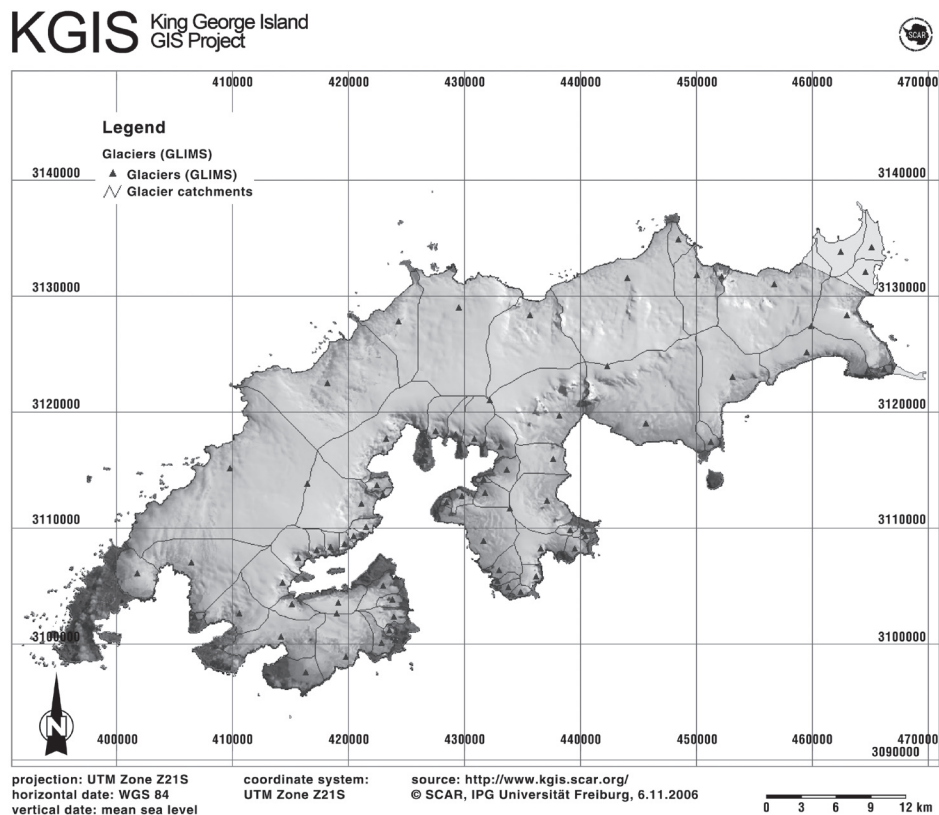 KGIS King George Island
GIS Project
SCAR
410000 420000 430000 440000 450000 460000 470000
Legend
Glaciers (GLIMS)
Glaciers (GLIMS)
Glacier catchments
3140000 3140000
3130000 3130000
3120000 3120000
3110000 3110000
3100000 3100000
N
400000 410000 420000 430000 440000 450000 460000 470000
3090000
projection: UTM Zone Z21S
horizontal date: WGS 84
vertical date: mean sea level
coordinate system:
UTM Zone Z21S
source: http://www.kgis.scar.org/
© SCAR, IPG Universität Freiburg, 6.11.2006
0 3 6 9 12 km